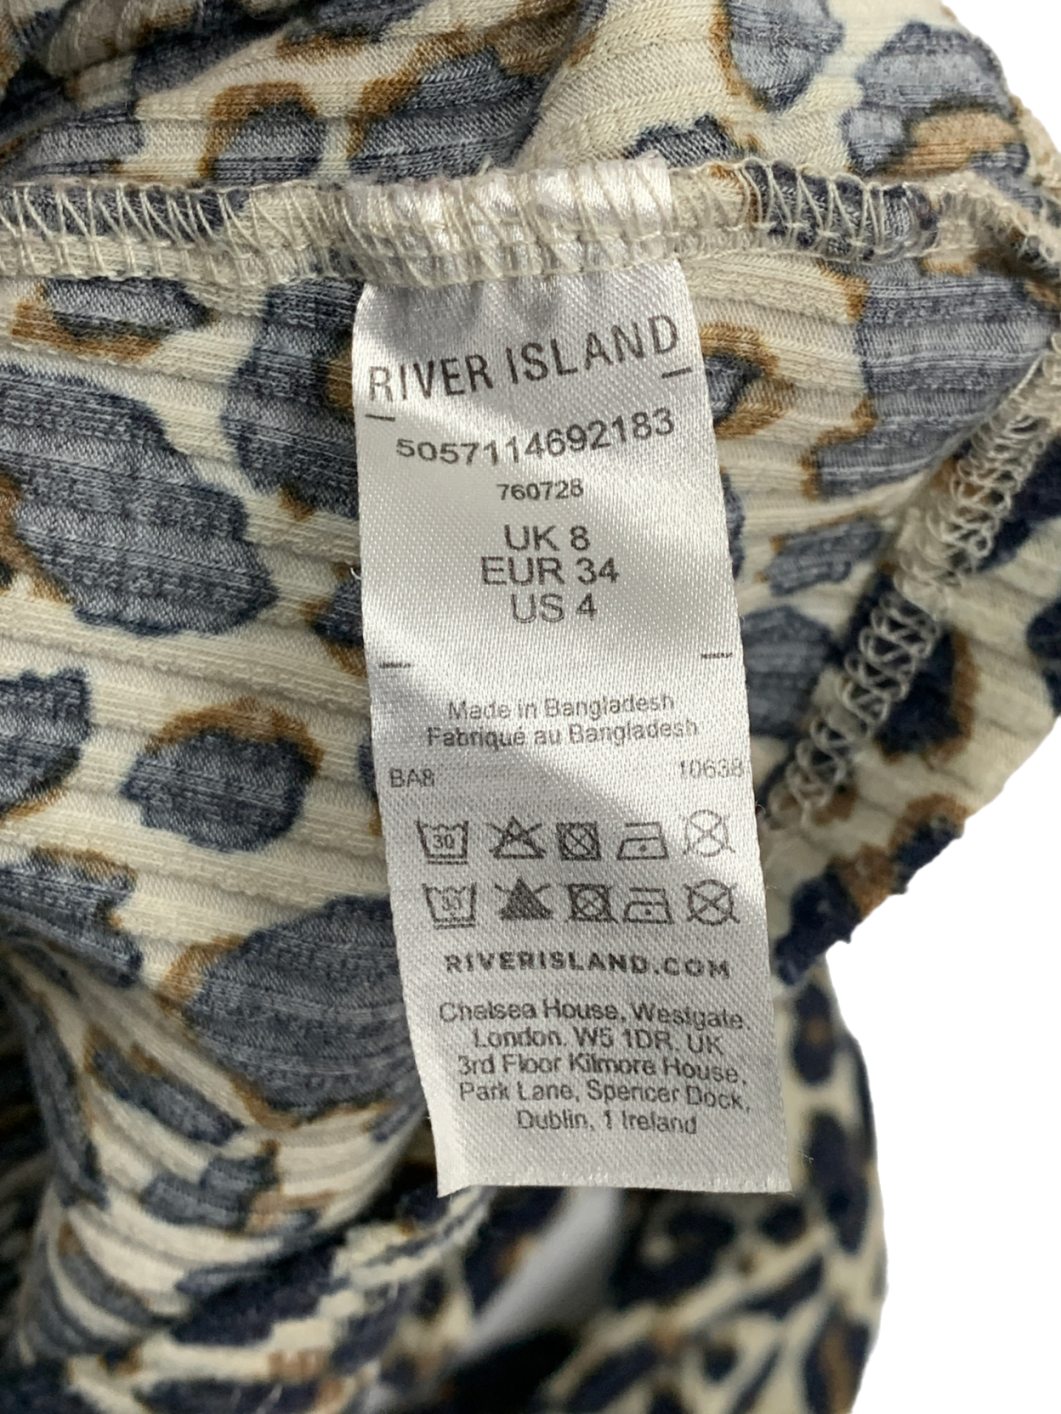 RIVER ISLAND
5057114692183
760728
UK 8
EUR 34
US 4
Made in Bangladesh
Fabriqué au Bangladesh
BA8 10638
30
30
RIVERISLAND.COM
Chelsea House, Westgate,
London. W5 1DR. UK
3rd Floor Kilmore House,
Park Lane, Spencer Dock,
Dublin, 1 Ireland